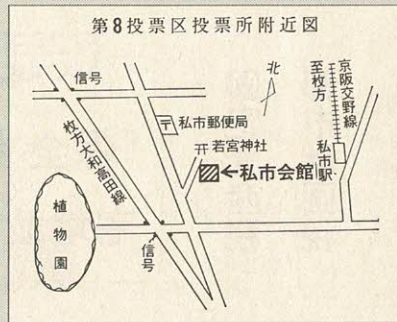 第8投票区投票所附近図
信号
北
京阪交野線
至枚方
〒
私市郵便局
枚方大和高田線
若宮神社
私市駅
←私市会館
植物園
信号